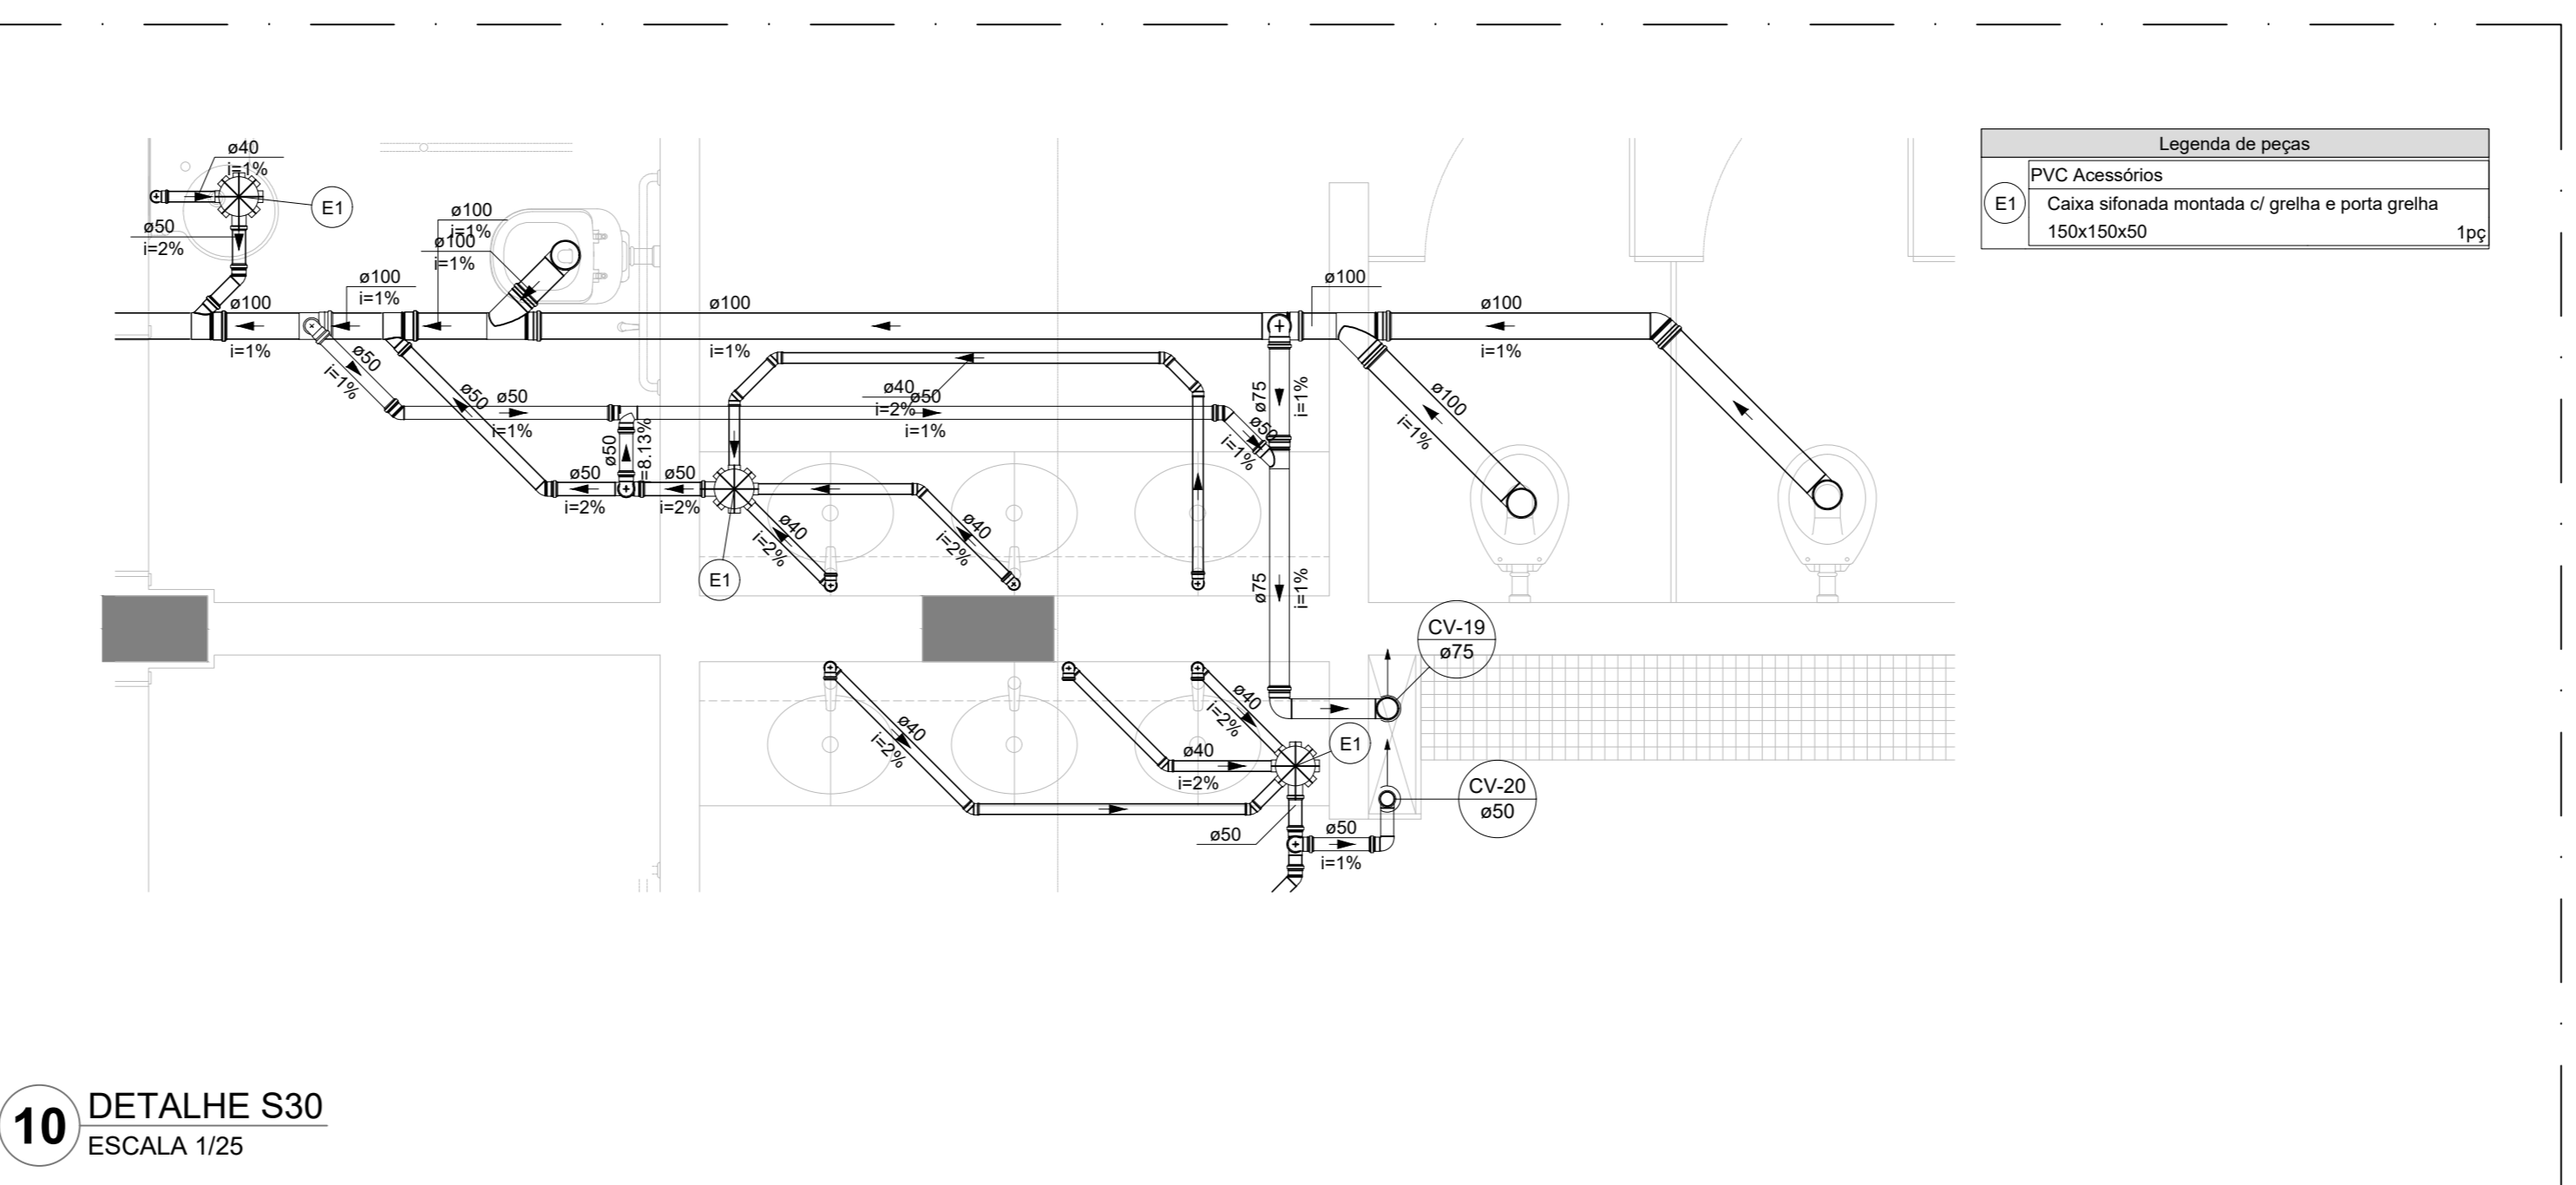 ø40
i=1%
E1
ø50
i=2%
ø100
i=1%
ø100
i=1%
ø100
i=1%
ø100
i=1%
ø100
i=1%
ø100
ø100
i=1%
ø50
i=1%
ø50
ø50
i=1%
ø40
i=2%
ø50
i=1%
ø50
i=1%
ø75
i=1%
ø100
i=1%
ø50
i=8.13%
ø50
i=2%
ø50
i=2%
ø40
i=2%
ø40
i=2%
E1
ø75
i=1%
CV-19
ø75
ø40
i=2%
ø40
i=2%
ø40
i=2%
E1
CV-20
ø50
ø50
ø50
i=1%
Legenda de peças
E1
PVC Acessórios
Caixa sifonada montada c/ grelha e porta grelha
150x150x50 1pç
10
DETALHE S30
ESCALA 1/25